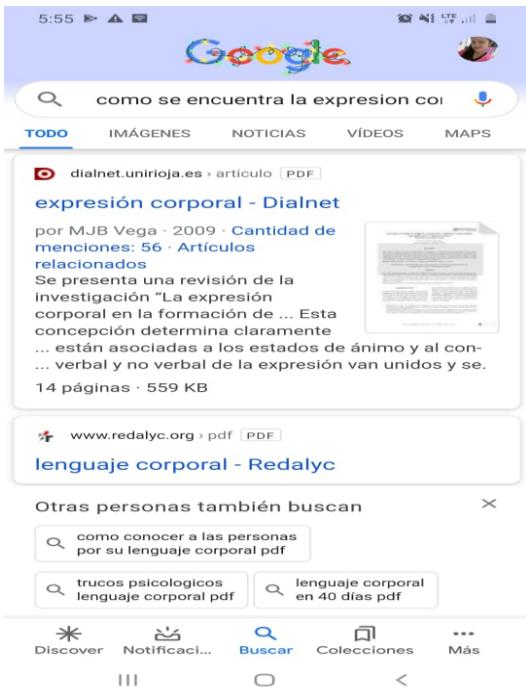 5:55
LTE
Google
como se encuentra la expresion coı
TODO IMÁGENES NOTICIAS VÍDEOS MAPS
dialnet.unirioja.es › articulo PDF
expresión corporal - Dialnet
por MJB Vega · 2009 · Cantidad de
menciones: 56 · Artículos
relacionados
Se presenta una revisión de la
investigación “La expresión
corporal en la formación de ... Esta
concepción determina claramente
... están asociadas a los estados de ánimo y al con-
... verbal y no verbal de la expresión van unidos y se.
14 páginas · 559 KB
www.redalyc.org › pdf PDF
lenguaje corporal - Redalyc
Otras personas también buscan
como conocer a las personas
por su lenguaje corporal pdf
trucos psicologicos
lenguaje corporal pdf
lenguaje corporal
en 40 días pdf
Discover Notificaci... Buscar Colecciones Más